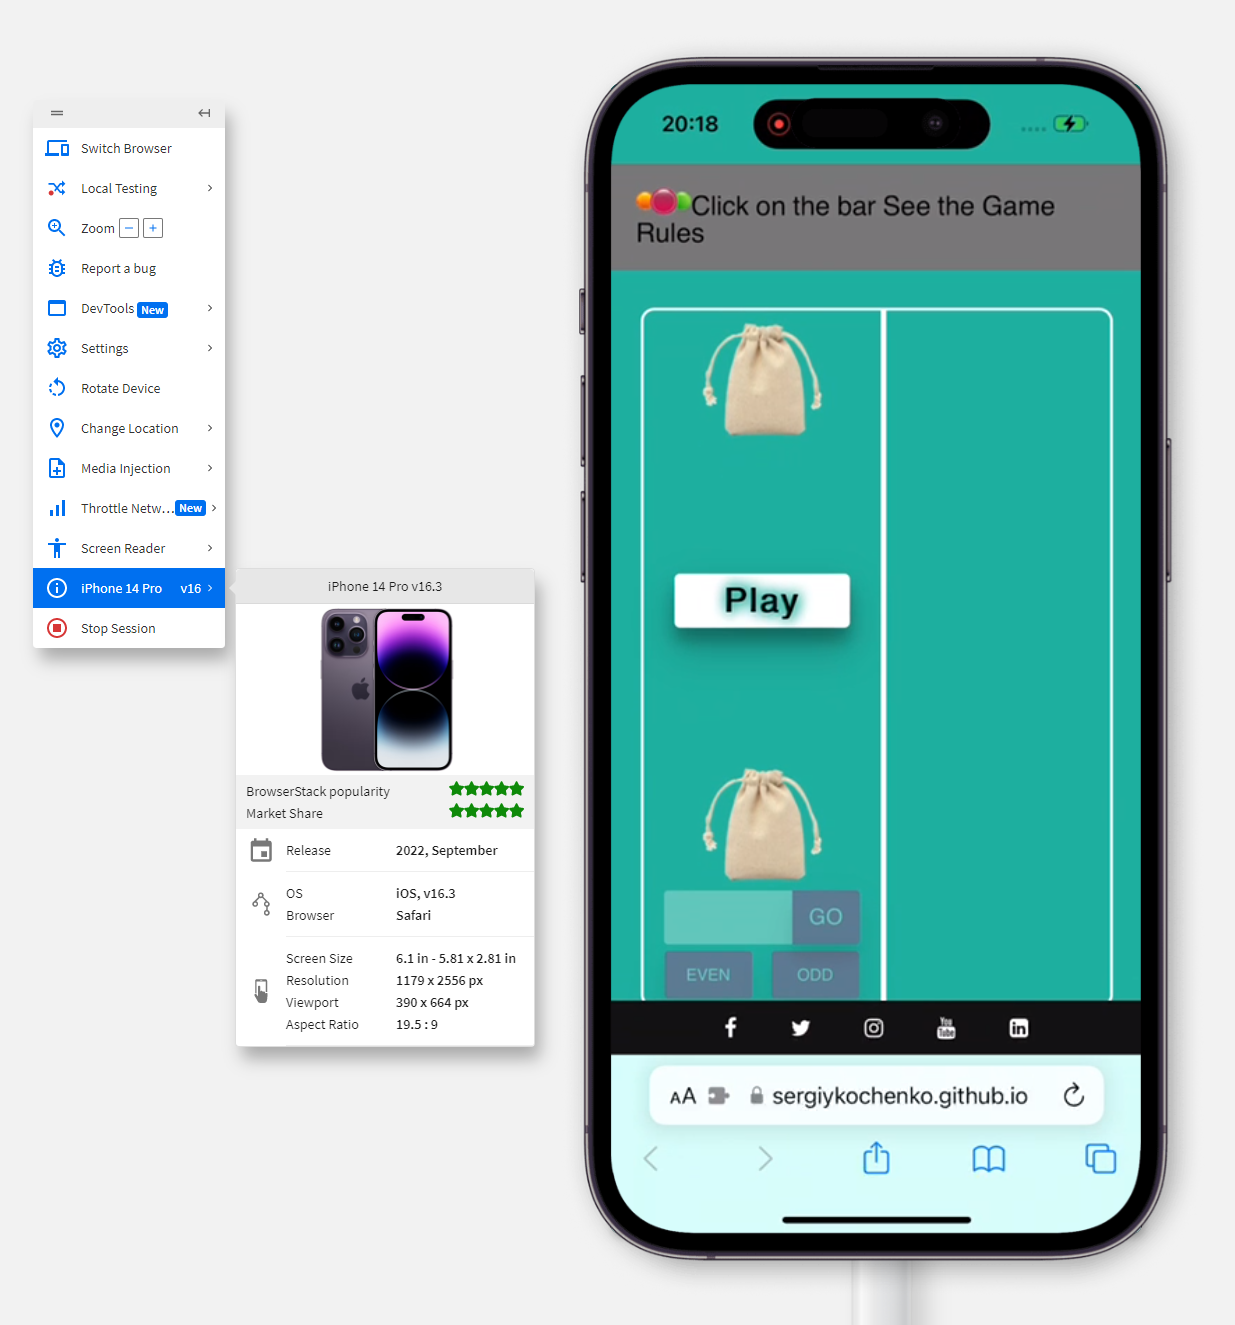 Switch Browser
Local Testing
Zoom
Report a bug
DevTools New
Settings
Rotate Device
Change Location
Media Injection
Throttle Netw... New
Screen Reader
iPhone 14 Pro v16
Stop Session
iPhone 14 Pro v16.3
BrowserStack popularity
Market Share
Release 2022, September
OS iOS, v16.3
Browser Safari
Screen Size 6.1 in - 5.81 x 2.81 in
Resolution 1179 x 2556 px
Viewport 390 x 664 px
Aspect Ratio 19.5 : 9
20:18
Click on the bar See the Game
Rules
Play
GO
EVEN ODD
You
Tube
AA sergiykochenko.github.io